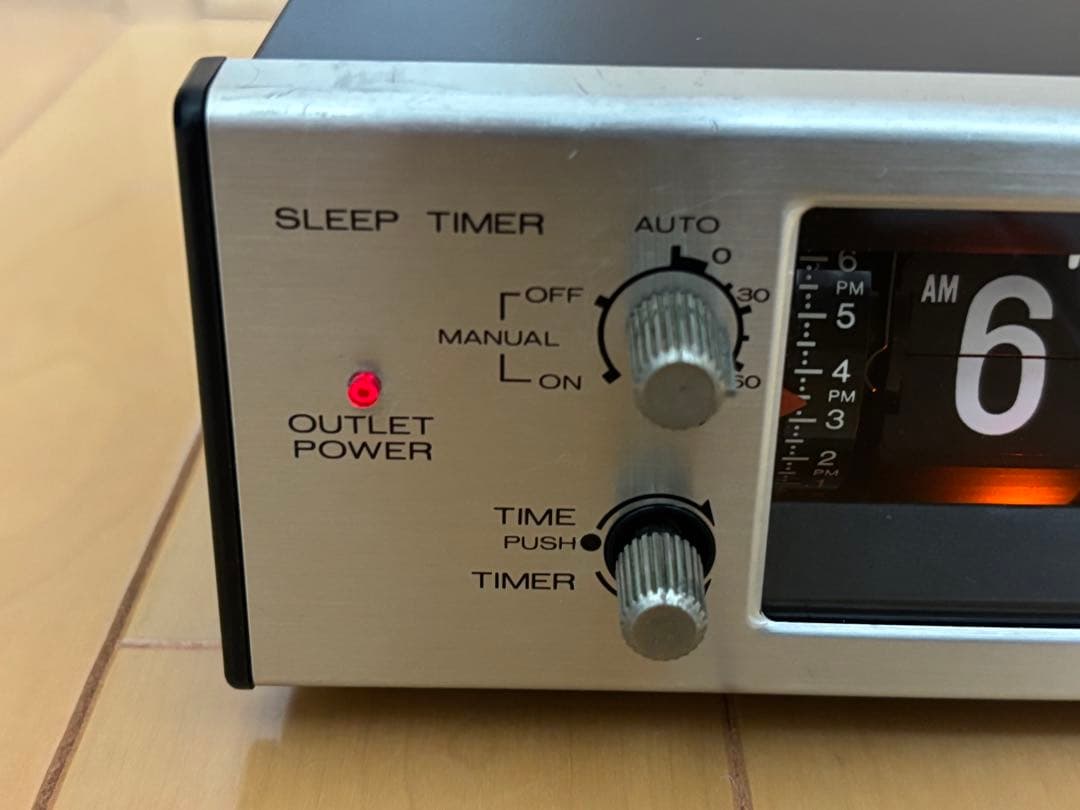 SLEEP TIMER
AUTO
0
OFF
30
MANUAL
ON
60
OUTLET
POWER
TIME
PUSH
TIMER
6
PM
5
4
PM
3
2
PM
1
AM
6